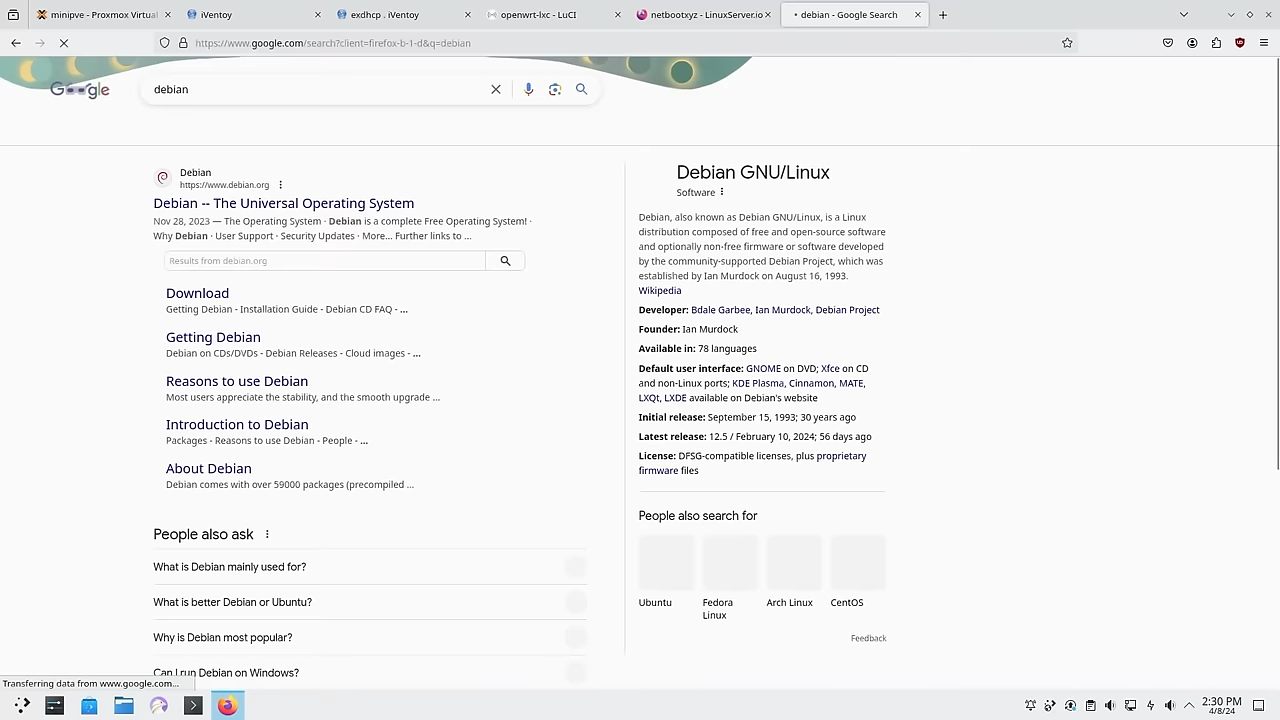 minipve - Proxmox Virtual
iVentoy
exdhcp . iVentoy
openwrt-lxc - LuCI
netbootxyz - LinuxServer.io
debian - Google Search
https://www.google.com/search?client=firefox-b-1-d&q=debian
Google
debian
Debian
https://www.debian.org
Debian -- The Universal Operating System
Nov 28, 2023 — The Operating System · Debian is a complete Free Operating System! ·
Why Debian · User Support · Security Updates · More... Further links to ...
Results from debian.org
Download
Getting Debian - Installation Guide - Debian CD FAQ - ...
Getting Debian
Debian on CDs/DVDs - Debian Releases - Cloud images - ...
Reasons to use Debian
Most users appreciate the stability, and the smooth upgrade ...
Introduction to Debian
Packages - Reasons to use Debian - People - ...
About Debian
Debian comes with over 59000 packages (precompiled ...
People also ask
What is Debian mainly used for?
What is better Debian or Ubuntu?
Why is Debian most popular?
Can I run Debian on Windows?
Debian GNU/Linux
Software
Debian, also known as Debian GNU/Linux, is a Linux
distribution composed of free and open-source software
and optionally non-free firmware or software developed
by the community-supported Debian Project, which was
established by Ian Murdock on August 16, 1993.
Wikipedia
Developer: Bdale Garbee, Ian Murdock, Debian Project
Founder: Ian Murdock
Available in: 78 languages
Default user interface: GNOME on DVD; Xfce on CD
and non-Linux ports; KDE Plasma, Cinnamon, MATE,
LXQt, LXDE available on Debian's website
Initial release: September 15, 1993; 30 years ago
Latest release: 12.5 / February 10, 2024; 56 days ago
License: DFSG-compatible licenses, plus proprietary
firmware files
People also search for
Ubuntu
Fedora
Linux
Arch Linux
CentOS
Feedback
Transferring data from www.google.com...
2:30 PM
4/8/24